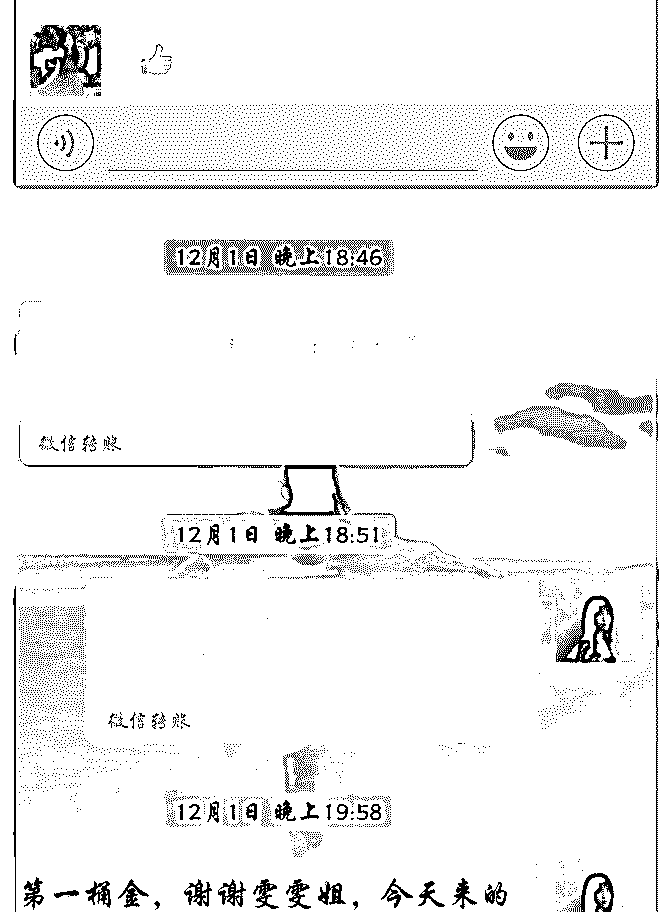 12月1日 晚上18:46
微信转账
12月1日 晚上18:51
微信转账
12月1日 晚上19:58
第一桶金，谢谢雯雯姐，今天来的